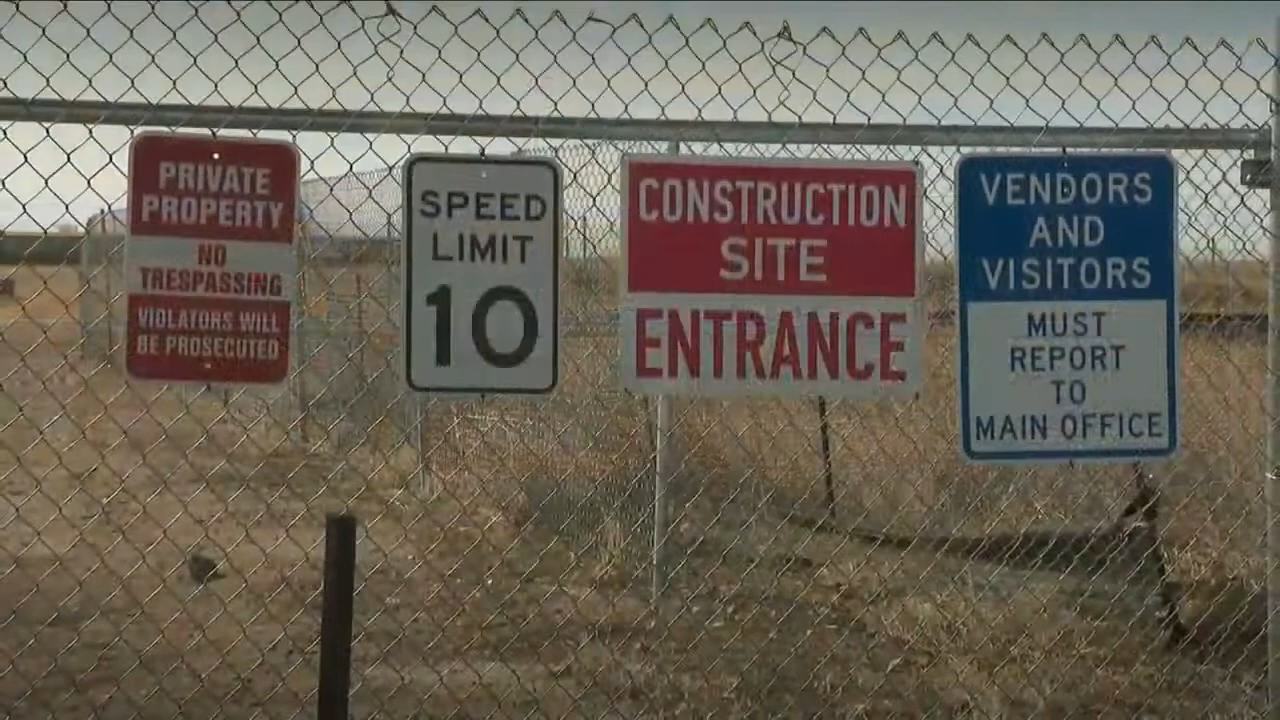 PRIVATE
PROPERTY
NO
TRESPASSING
VIOLATORS WILL
BE PROSECUTED
SPEED
LIMIT
10
CONSTRUCTION
SITE
ENTRANCE
VENDORS
AND
VISITORS
MUST
REPORT
TO
MAIN OFFICE